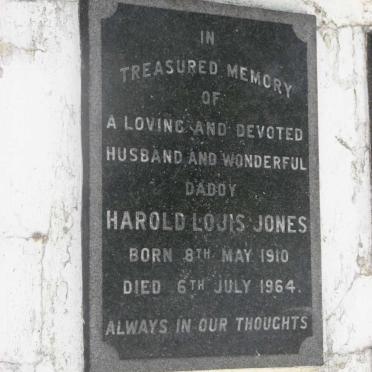 IN
TREASURED MEMORY
OF
A LOVING AND DEVOTED
HUSBAND AND WONDERFUL
DADDY
HAROLD LOUIS JONES
BORN 8TH MAY 1910
DIED 6TH JULY 1964.
ALWAYS IN OUR THOUGHTS